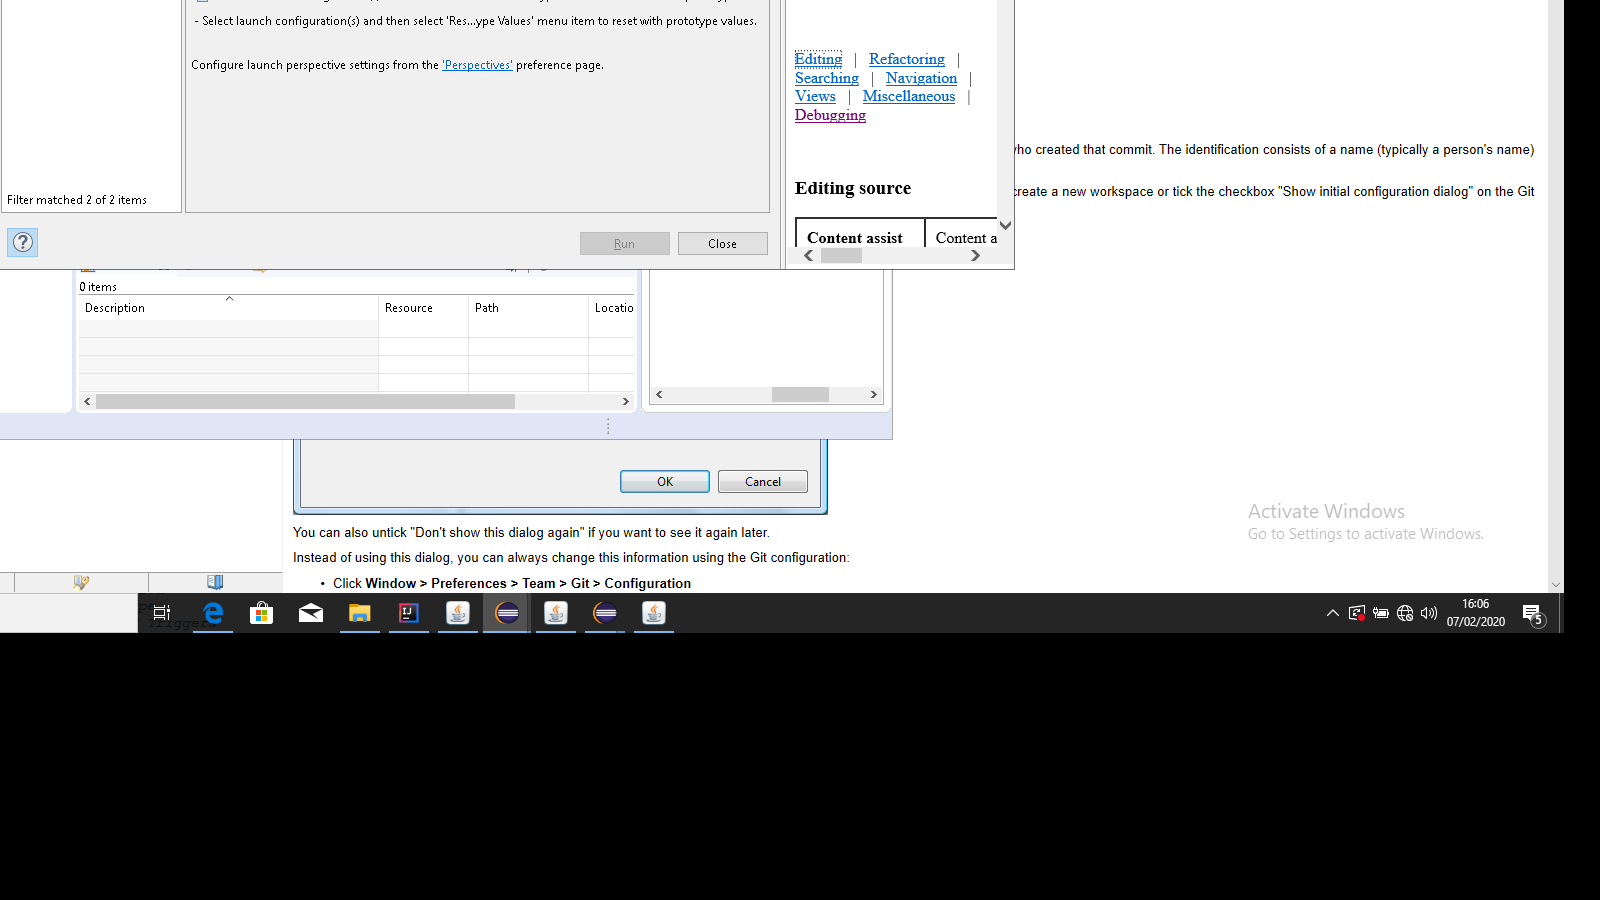 - Select launch configuration(s) and then select 'Res...ype Values' menu item to reset with prototype values.
Configure launch perspective settings from the 'Perspectives' preference page.
Filter matched 2 of 2 items
Run
Close
Editing | Refactoring |
Searching | Navigation |
Views | Miscellaneous |
Debugging
Editing source
Content assist
Content a
who created that commit. The identification consists of a name (typically a person's name)
create a new workspace or tick the checkbox "Show initial configuration dialog" on the Git
0 items
Description
Resource
Path
Locatio
OK
Cancel
You can also untick "Don't show this dialog again" if you want to see it again later.
Instead of using this dialog, you can always change this information using the Git configuration:
• Click Window > Preferences > Team > Git > Configuration
Activate Windows
Go to Settings to activate Windows.
Triggers
IJ
16:06
07/02/2020
5